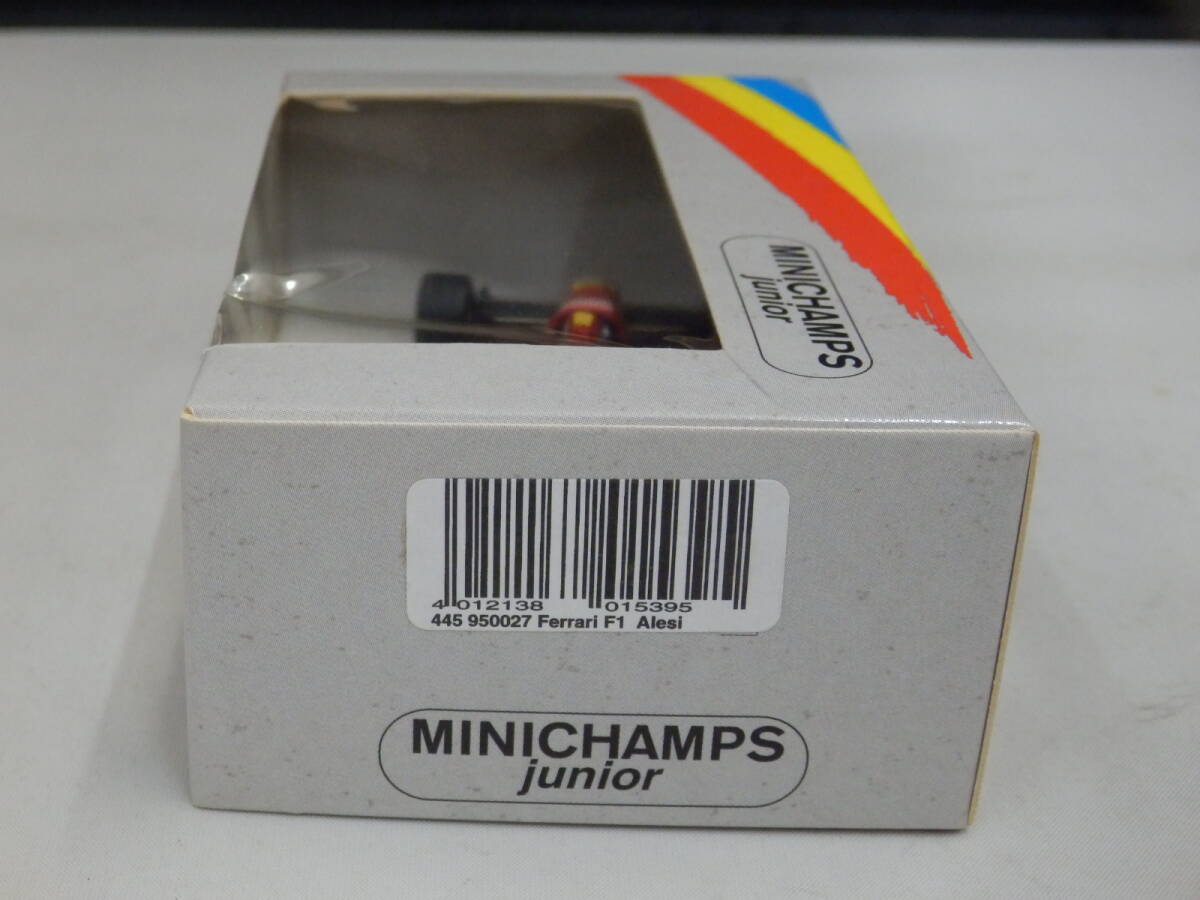 MINICHAMPS
junior
4 012138 015395
445 950027 Ferrari F1 Alesi
MINICHAMPS
junior